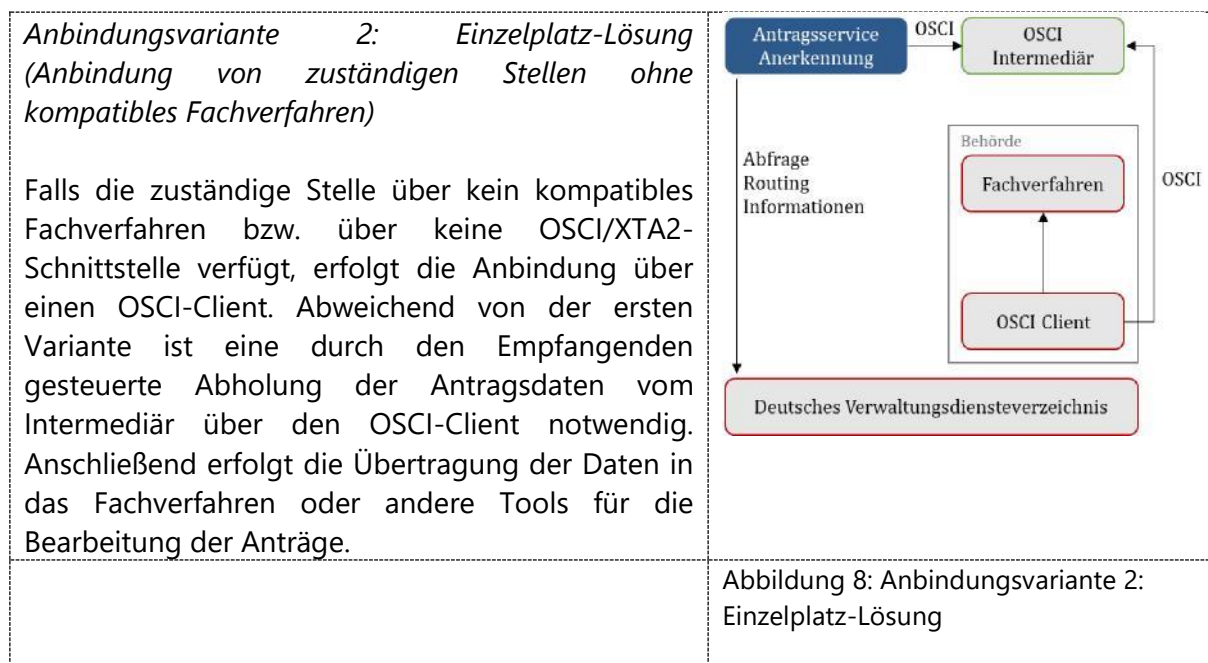 Anbindungsvariante 2: Einzelplatz-Lösung
(Anbindung von zuständigen Stellen ohne
kompatibles Fachverfahren)
Falls die zuständige Stelle über kein kompatibles
Fachverfahren bzw. über keine OSCI/XTA2-
Schnittstelle verfügt, erfolgt die Anbindung über
einen OSCI-Client. Abweichend von der ersten
Variante ist eine durch den Empfangenden
gesteuerte Abholung der Antragsdaten vom
Intermediär über den OSCI-Client notwendig.
Anschließend erfolgt die Übertragung der Daten in
das Fachverfahren oder andere Tools für die
Bearbeitung der Anträge.
Antragsservice
Anerkennung
OSCI
OSCI
Intermediär
Abfrage
Routing
Informationen
Behörde
Fachverfahren
OSCI
OSCI Client
Deutsches Verwaltungsdiensteverzeichnis
Abbildung 8: Anbindungsvariante 2:
Einzelplatz-Lösung